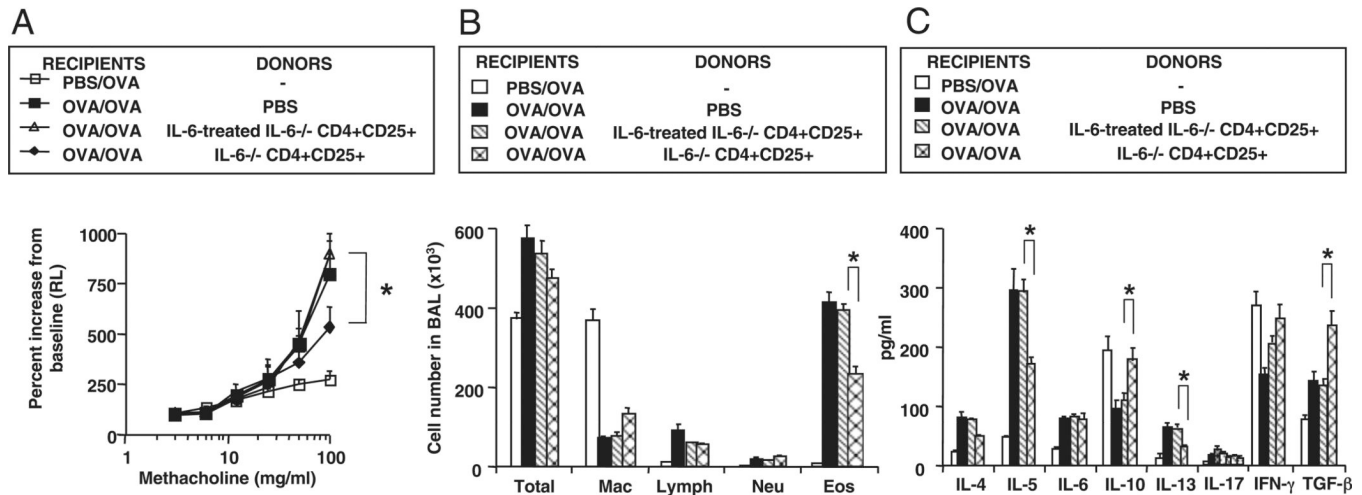 A
RECIPIENTS DONORS
PBS/OVA -
OVA/OVA PBS
OVA/OVA IL-6-treated IL-6-/- CD4+CD25+
OVA/OVA IL-6-/- CD4+CD25+
Percent increase from
baseline (RL)
1000
750
500
250
0
*
1 10 100
Methacholine (mg/ml)
B
RECIPIENTS DONORS
PBS/OVA -
OVA/OVA PBS
OVA/OVA IL-6-treated IL-6-/- CD4+CD25+
OVA/OVA IL-6-/- CD4+CD25+
Cell number in BAL (x10³)
600
400
200
0
*
Total Mac Lymph Neu Eos
C
RECIPIENTS DONORS
PBS/OVA -
OVA/OVA PBS
OVA/OVA IL-6-treated IL-6-/- CD4+CD25+
OVA/OVA IL-6-/- CD4+CD25+
pg/ml
400
300
200
100
0
* * * *
IL-4 IL-5 IL-6 IL-10 IL-13 IL-17 IFN-γ TGF-β